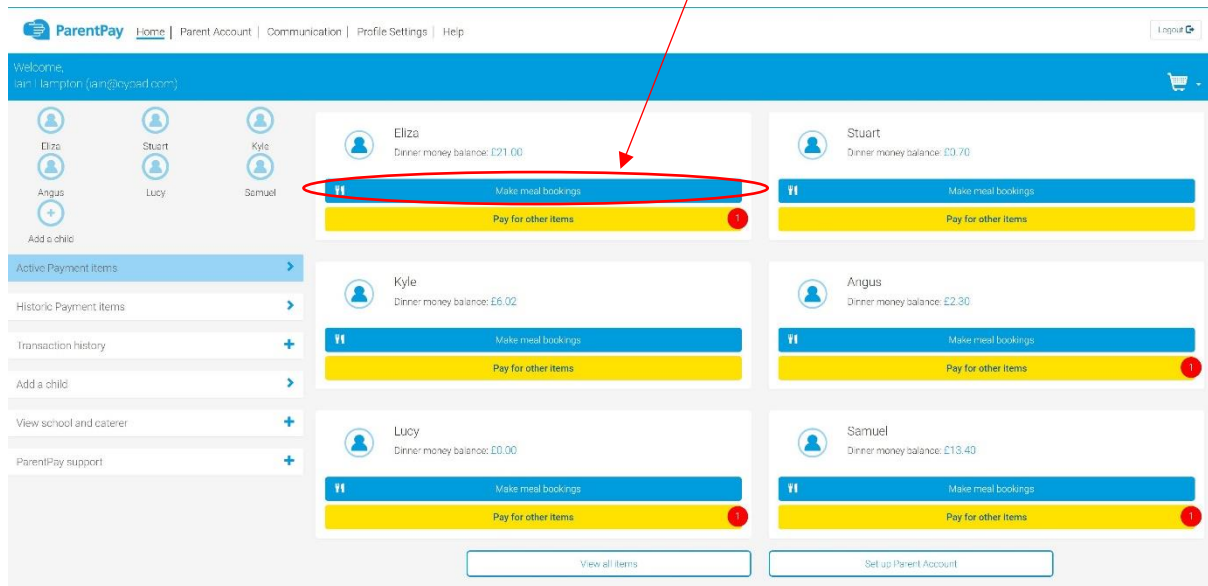 ParentPay Home | Parent Account | Communication | Profile Settings | Help
Logout
Welcome,
Iain Hampton (iain@cypad.com)
Eliza Stuart Kyle
Angus Lucy Samuel
Add a child
Active Payment items
Historic Payment items
Transaction history
Add a child
View school and caterer
ParentPay support
Eliza
Dinner money balance: £21.00
Make meal bookings
Pay for other items 1
Stuart
Dinner money balance: £0.70
Make meal bookings
Pay for other items
Kyle
Dinner money balance: £6.02
Make meal bookings
Pay for other items
Angus
Dinner money balance: £2.30
Make meal bookings
Pay for other items 1
Lucy
Dinner money balance: £0.00
Make meal bookings
Pay for other items 1
Samuel
Dinner money balance: £13.40
Make meal bookings
Pay for other items 1
View all items
Set up Parent Account